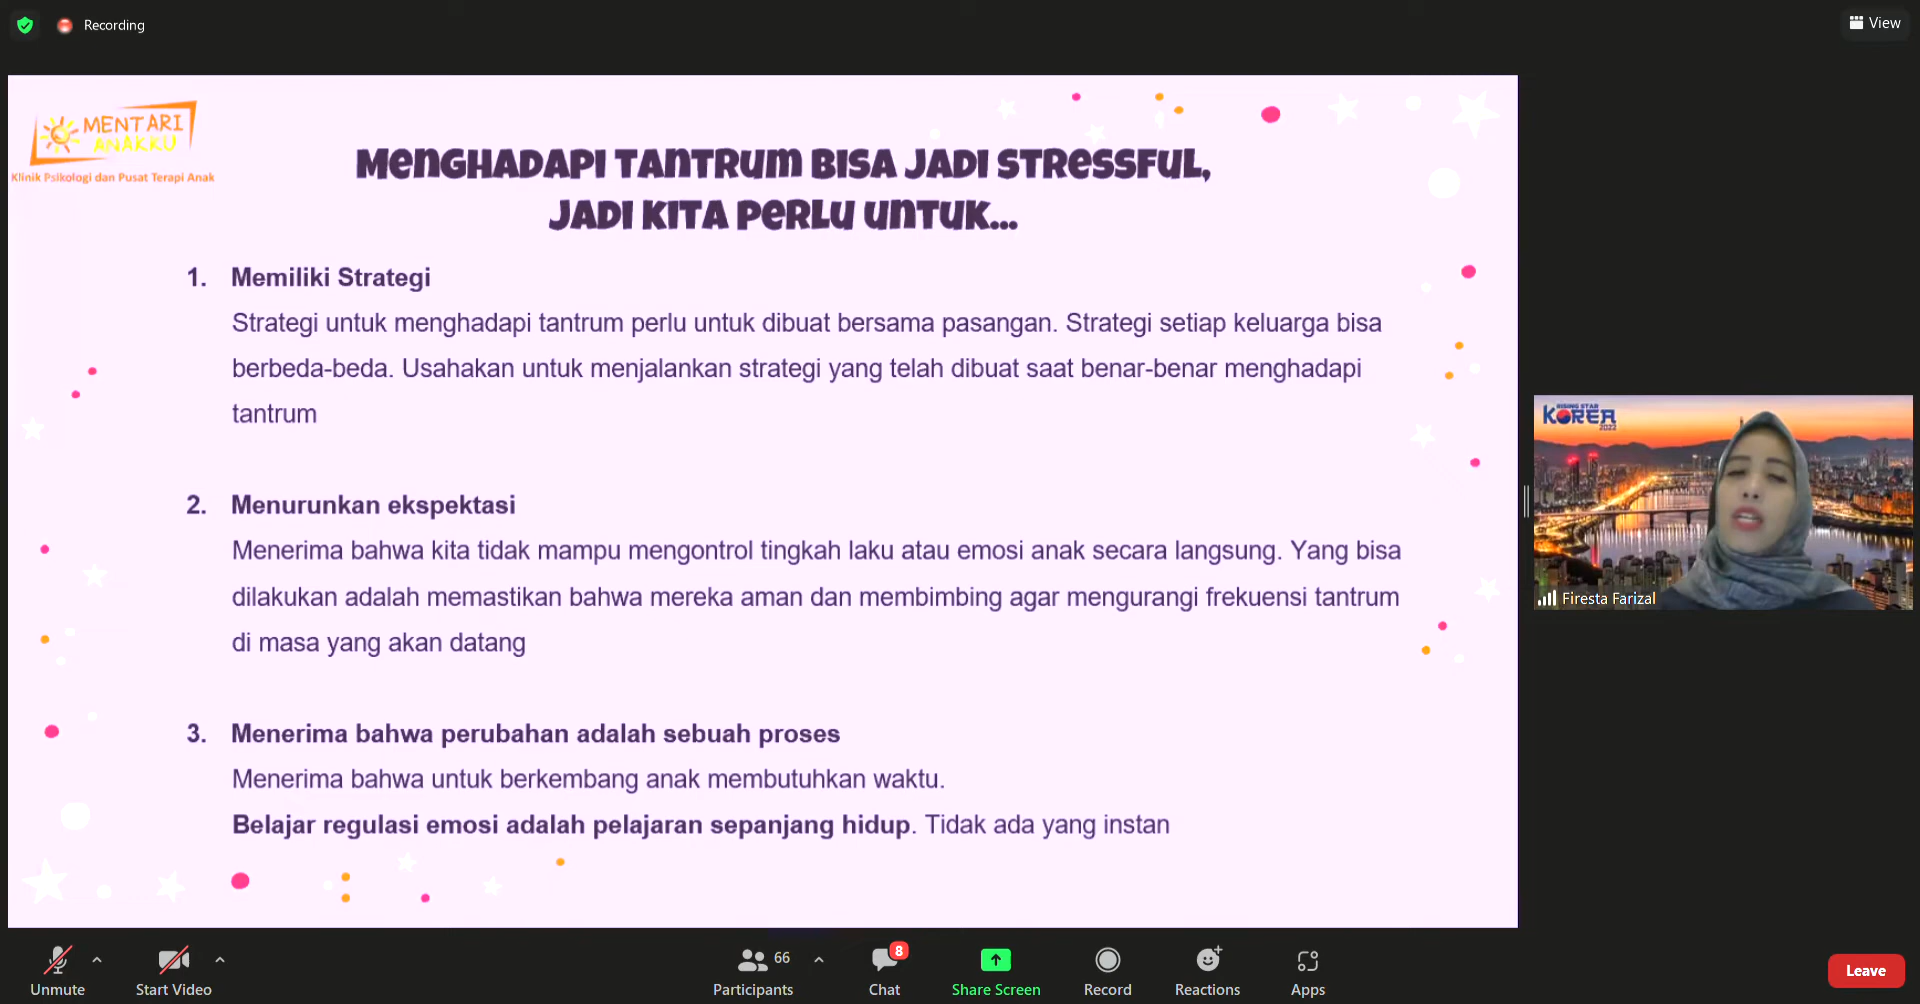 Recording
View
MENTARI
ANAKKU
Klinik Psikologi dan Pusat Terapi Anak
MENGHADAPI TANTRUM BISA JADI STRESSFUL,
JADI KITA PERLU UNTUK...
1. Memiliki Strategi
Strategi untuk menghadapi tantrum perlu untuk dibuat bersama pasangan. Strategi setiap keluarga bisa
berbeda-beda. Usahakan untuk menjalankan strategi yang telah dibuat saat benar-benar menghadapi
tantrum
2. Menurunkan ekspektasi
Menerima bahwa kita tidak mampu mengontrol tingkah laku atau emosi anak secara langsung. Yang bisa
dilakukan adalah memastikan bahwa mereka aman dan membimbing agar mengurangi frekuensi tantrum
di masa yang akan datang
3. Menerima bahwa perubahan adalah sebuah proses
Menerima bahwa untuk berkembang anak membutuhkan waktu.
Belajar regulasi emosi adalah pelajaran sepanjang hidup. Tidak ada yang instan
RISING STAR
KOREA
2022
Firesta Farizal
Unmute
Start Video
66
Participants
8
Chat
Share Screen
Record
Reactions
Apps
Leave